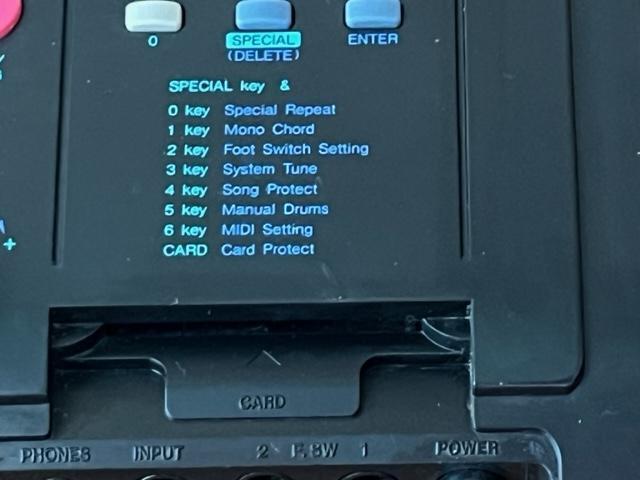 0
SPECIAL
(DELETE)
ENTER
SPECIAL key &
0 key Special Repeat
1 key Mono Chord
2 key Foot Switch Setting
3 key System Tune
4 key Song Protect
5 key Manual Drums
6 key MIDI Setting
CARD Card Protect
+
CARD
PHONES INPUT 2 F.SW 1 POWER